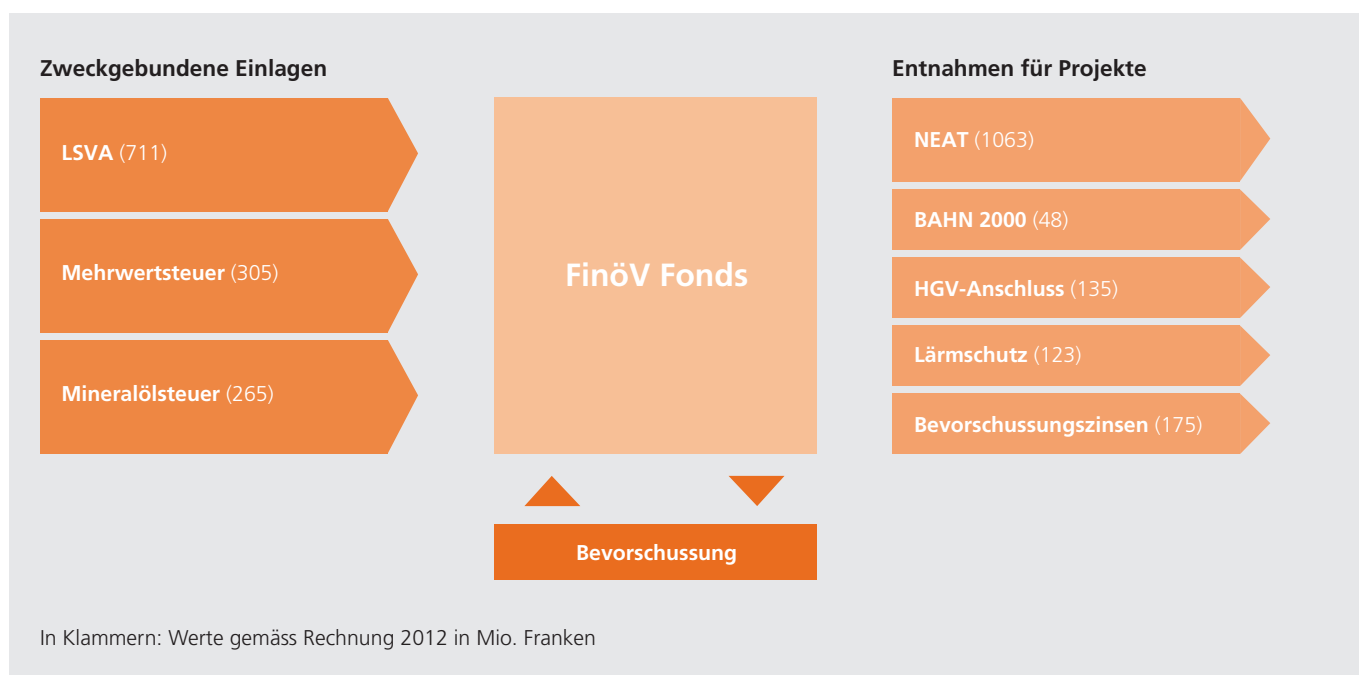 Zweckgebundene Einlagen
LSVA (711)
Mehrwertsteuer (305)
Mineralölsteuer (265)
FinöV Fonds
Bevorschussung
Entnahmen für Projekte
NEAT (1063)
BAHN 2000 (48)
HGV-Anschluss (135)
Lärmschutz (123)
Bevorschussungszinsen (175)
In Klammern: Werte gemäss Rechnung 2012 in Mio. Franken